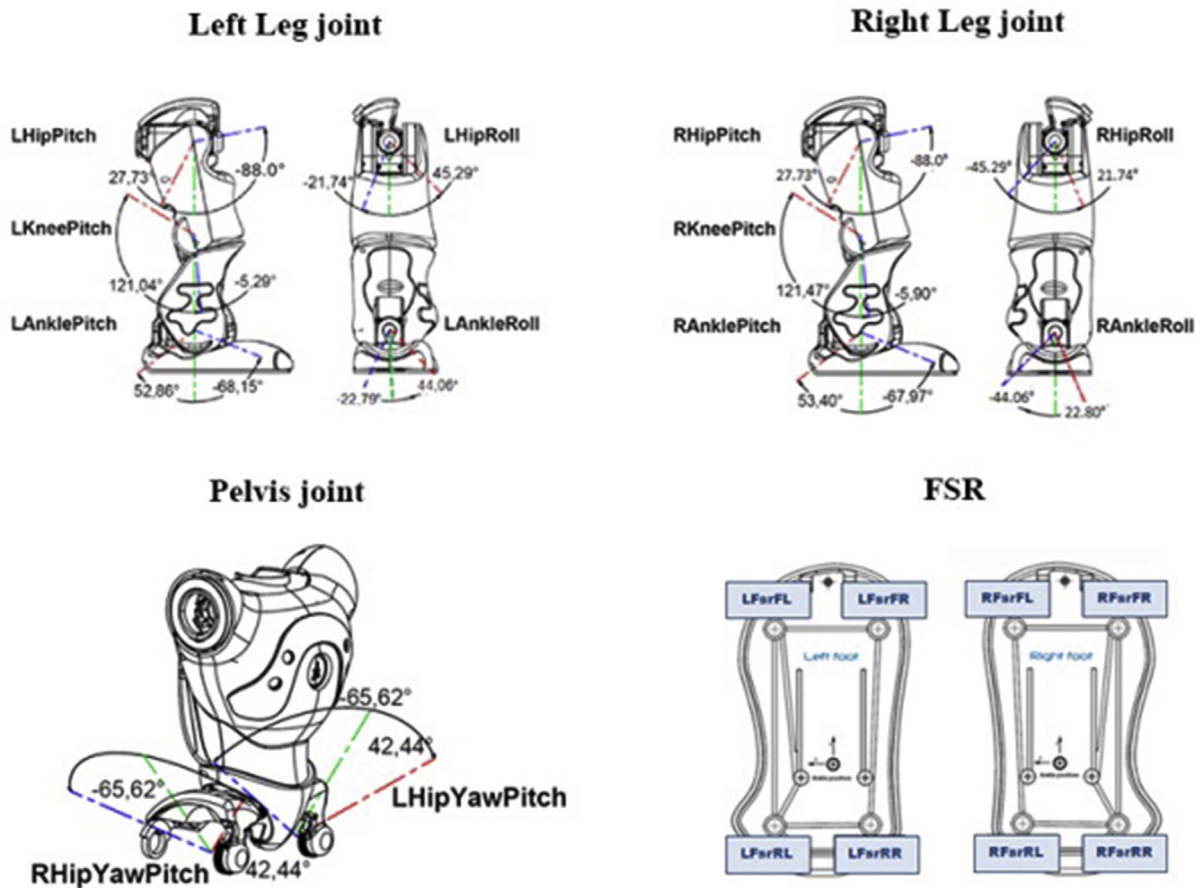 Left Leg joint
LHipPitch
LHipRoll
27,73°
-88.0°
-21,74°
45,29°
LKneePitch
121,04°
-5,29°
LAnklePitch
LAnkleRoll
52,86°
-68,15°
-22,79°
44,06°
Right Leg joint
RHipPitch
RHipRoll
27.73°
-88.0°
-45.29°
21.74°
RKneePitch
121,47°
-5,90°
RAnklePitch
RAnkleRoll
53,40°
-67,97°
-44.06°
22.80°
Pelvis joint
-65,62°
42,44°
-65,62°
LHipYawPitch
RHipYawPitch
42,44°
FSR
LFsrFL
LFsrFR
RFsrFL
RFsrFR
Left foot
Right foot
Ankle position
Ankle position
LFsrRL
LFsrRR
RFsrRL
RFsrRR